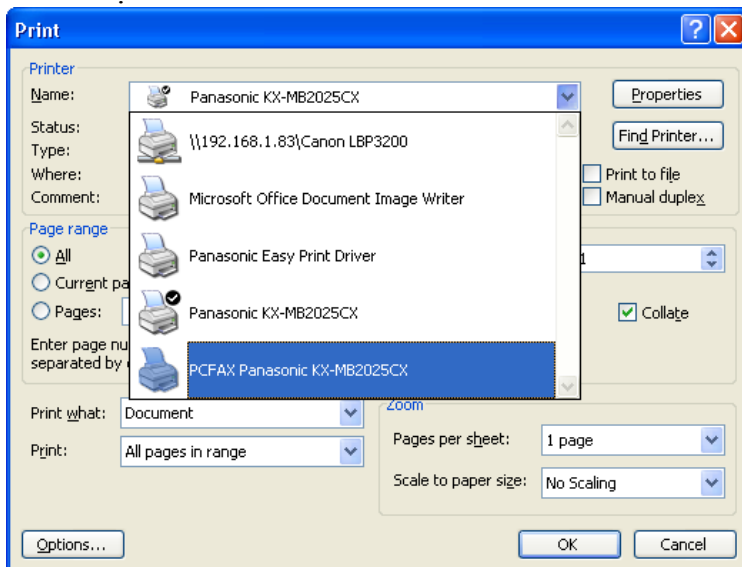 Print
Printer
Name:
Panasonic KX-MB2025CX
Properties
Status:
\\192.168.1.83\Canon LBP3200
Find Printer...
Type:
Where:
Print to file
Comment:
Microsoft Office Document Image Writer
Manual duplex
Page range
All
Panasonic Easy Print Driver
1
Current pa
Pages:
Panasonic KX-MB2025CX
Collate
Enter page nu
separated by
PCFAX Panasonic KX-MB2025CX
Print what:
Document
Zoom
Pages per sheet:
1 page
Print:
All pages in range
Scale to paper size:
No Scaling
Options...
OK
Cancel